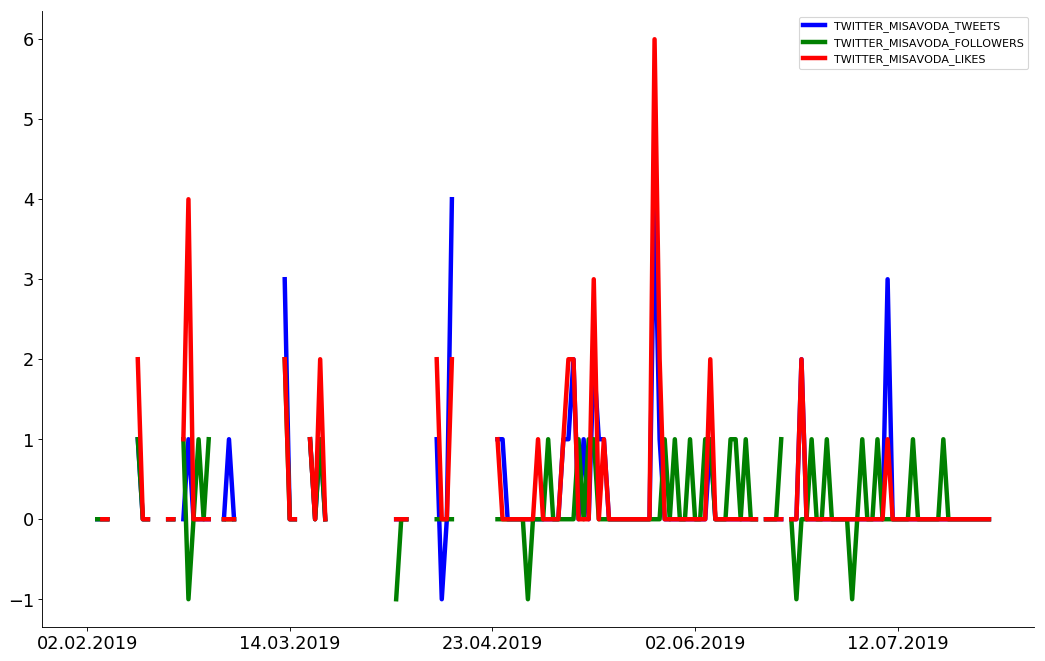 TWITTER_MISAVODA_TWEETS
TWITTER_MISAVODA_FOLLOWERS
TWITTER_MISAVODA_LIKES
6
5
4
3
2
1
0
−1
02.02.2019 14.03.2019 23.04.2019 02.06.2019 12.07.2019